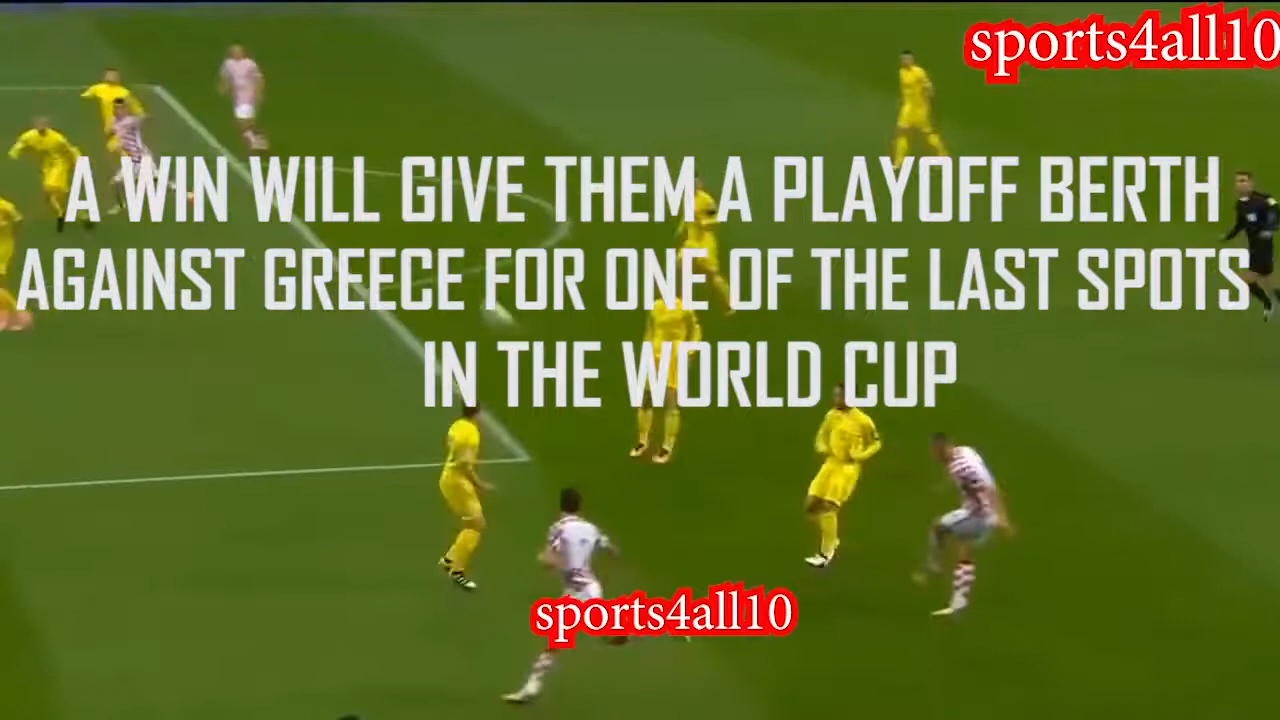 sports4all10
A WIN WILL GIVE THEM A PLAYOFF BERTH
AGAINST GREECE FOR ONE OF THE LAST SPOTS
IN THE WORLD CUP
sports4all10